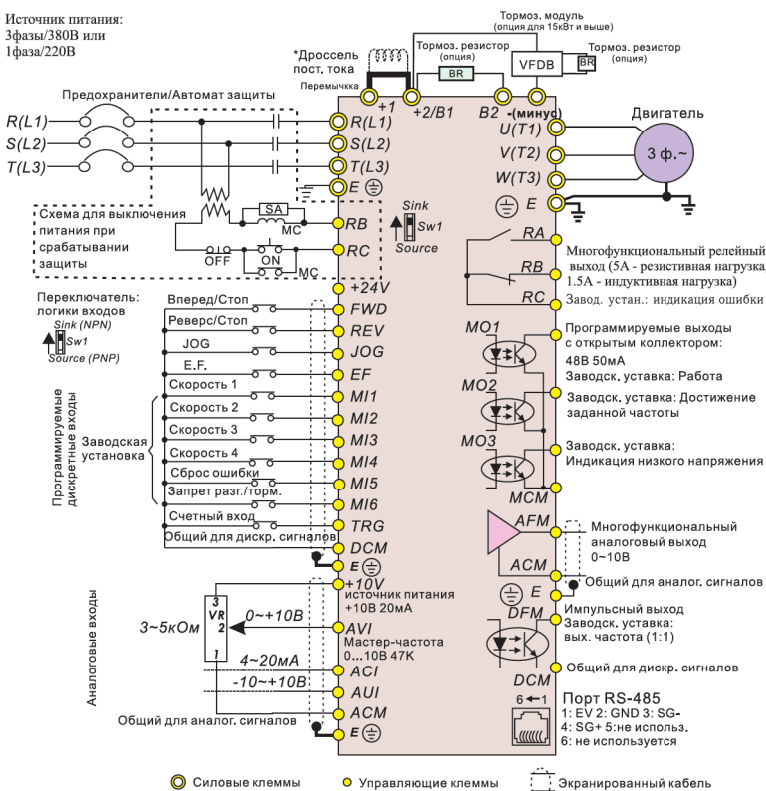 Источник питания:
3фазы/380В или
1фаза/220В
Тормоз. модуль
(опция для 15кВт и выше)
*Дроссель
пост. тока
Перемычкка
Тормоз. резистор
(опция)
BR
VFDB
BR
Тормоз. резистор
(опция)
+1
+2/B1
B2
-(минус)
Предохранители/Автомат защиты
R(L1)
S(L2)
T(L3)
R(L1)
S(L2)
T(L3)
E
Двигатель
U(T1)
V(T2)
W(T3)
3 ф.~
E
Схема для выключения
питания при
срабатывании
защиты
SA
MC
OFF
ON
MC
RB
RC
Sink
Sw1
Source
RA
RB
RC
Многофункциональный релейный
выход (5А - резистивная нагрузка
1.5А - индуктивная нагрузка)
Завод. устан.: индикация ошибки
Переключатель:
логики входов
Sink (NPN)
Sw1
Source (PNP)
+24V
Вперед/Стоп
FWD
Реверс/Стоп
REV
JOG
JOG
E.F.
EF
Скорость 1
MI1
Скорость 2
MI2
Скорость 3
MI3
Скорость 4
MI4
Сброс ошибки
MI5
Запрет разг./торм.
MI6
Счетный вход
TRG
Общий для дискр. сигналов
DCM
E
Программируемые
дискретные входы
Заводская
установка
MO1
Программируемые выходы
с открытым коллектором:
48В 50мА
Заводск. уставка: Работа
MO2
Заводск. уставка: Достижение
заданной частоты
MO3
Заводск. уставка:
Индикация низкого напряжения
MCM
AFM
Многофункциональный
аналоговый выход
0~10В
ACM
Общий для аналог. сигналов
E
DFM
Импульсный выход
Заводск. уставка:
вых. частота (1:1)
DCM
Общий для дискр. сигналов
Аналоговые входы
+10V
источник питания
+10В 20мА
3
VR
2
1
3~5кОм
0~+10В
AVI
Мастер-частота
0...10В 47К
4~20мА
ACI
-10~+10В
AUI
Общий для аналог. сигналов
ACM
E
6←1
Порт RS-485
1: EV 2: GND 3: SG-
4: SG+ 5:не использ.
6: не используется
Силовые клеммы
Управляющие клеммы
Экранированный кабель